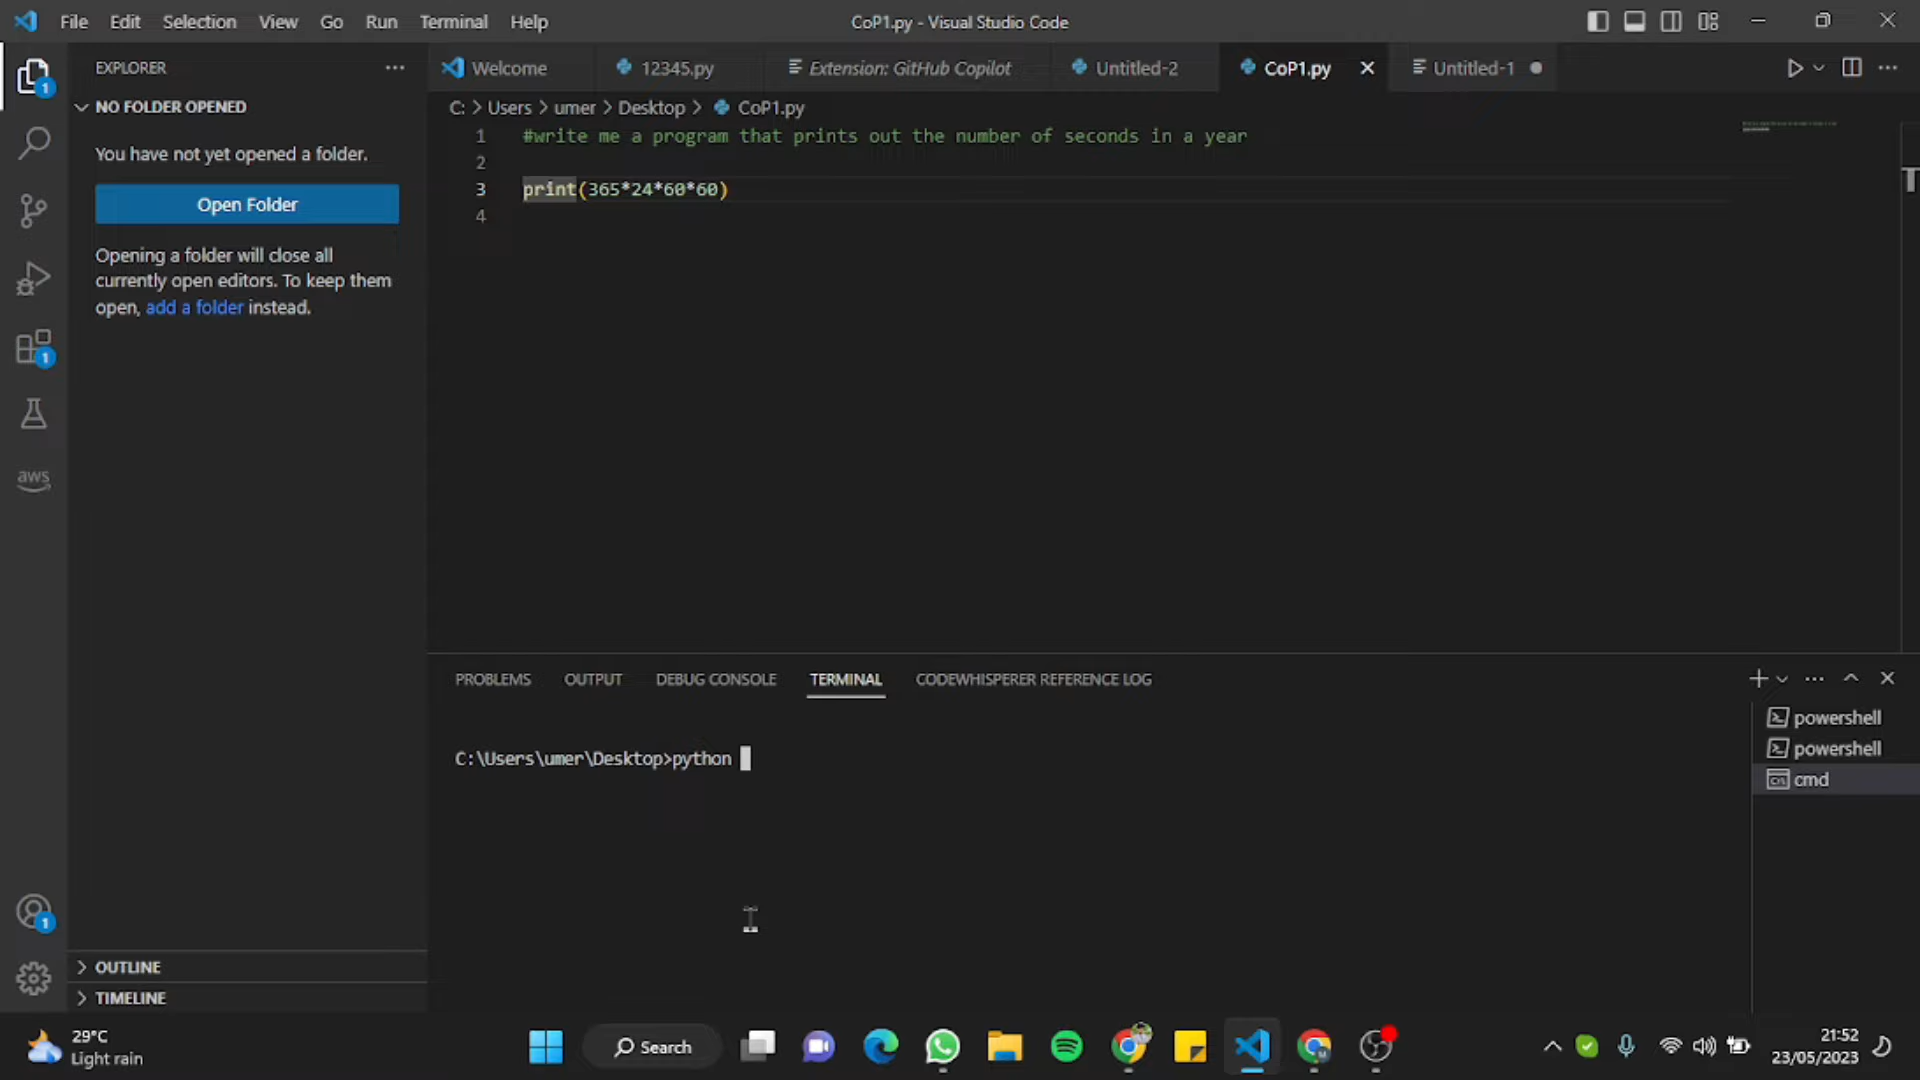 File Edit Selection View Go Run Terminal Help
CoP1.py - Visual Studio Code
EXPLORER
NO FOLDER OPENED
You have not yet opened a folder.
Open Folder
Opening a folder will close all
currently open editors. To keep them
open, add a folder instead.
OUTLINE
TIMELINE
aws
1
1
1
Welcome 12345.py Extension: GitHub Copilot Untitled-2 CoP1.py Untitled-1
C: > Users > umer > Desktop > CoP1.py
1 #write me a program that prints out the number of seconds in a year
2
3 print(365*24*60*60)
4
PROBLEMS OUTPUT DEBUG CONSOLE TERMINAL CODEWHISPERER REFERENCE LOG
C:\Users\umer\Desktop>python
powershell
powershell
cmd
29°C
Light rain
Search
21:52
23/05/2023